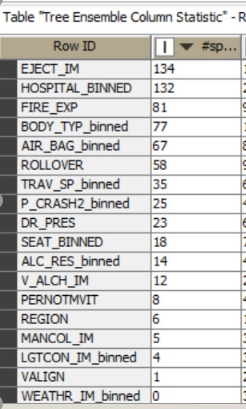 Table "Tree Ensemble Column Statistic" - R
Row ID #sp...
EJECT_IM 134
HOSPITAL_BINNED 132
FIRE_EXP 81
BODY_TYP_binned 77
AIR_BAG_binned 67
ROLLOVER 58
TRAV_SP_binned 35
P_CRASH2_binned 25
DR_PRES 23
SEAT_BINNED 18
ALC_RES_binned 14
V_ALCH_IM 12
PERNOTMVIT 8
REGION 6
MANCOL_IM 5
LGTCON_IM_binned 4
VALIGN 1
WEATHR_IM_binned 0